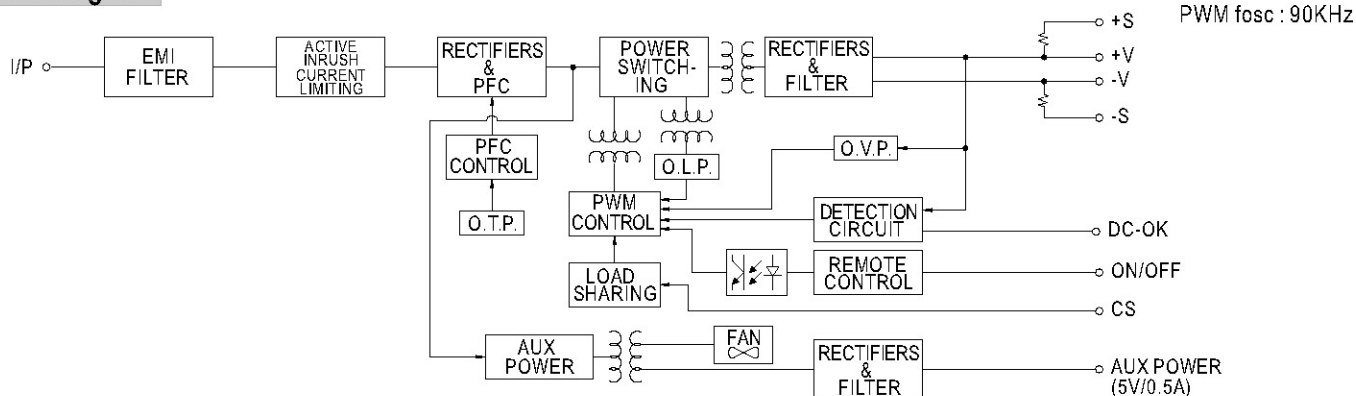 PWM fosc : 90KHz
I/P
EMI
FILTER
ACTIVE
INRUSH
CURRENT
LIMITING
RECTIFIERS
&
PFC
POWER
SWITCH-
ING
RECTIFIERS
&
FILTER
+S
+V
-V
-S
PFC
CONTROL
O.T.P.
O.L.P.
O.V.P.
PWM
CONTROL
DETECTION
CIRCUIT
DC-OK
LOAD
SHARING
REMOTE
CONTROL
ON/OFF
CS
AUX
POWER
FAN
RECTIFIERS
&
FILTER
AUX POWER
(5V/0.5A)